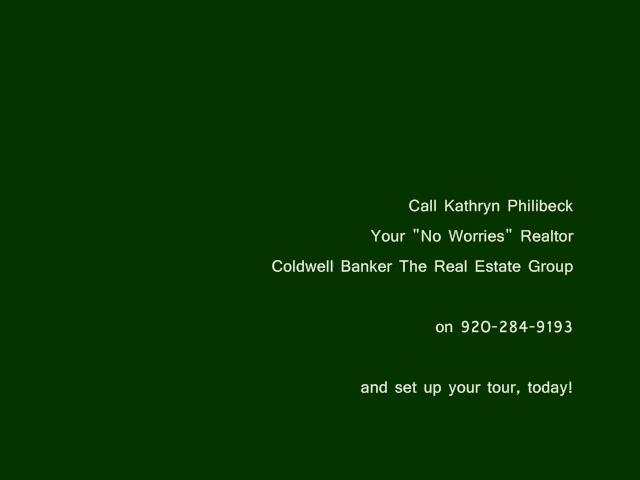 Call Kathryn Philibeck
Your "No Worries" Realtor
Coldwell Banker The Real Estate Group
on 920-284-9193
and set up your tour, today!